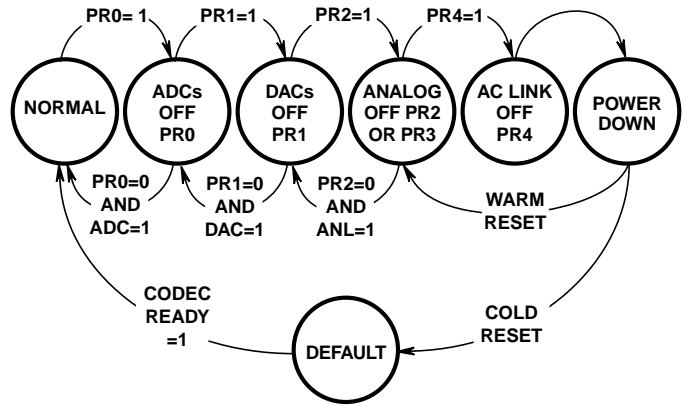 PR0= 1
PR1=1
PR2=1
PR4=1
NORMAL
ADCs
OFF
PR0
DACs
OFF
PR1
ANALOG
OFF PR2
OR PR3
AC LINK
OFF
PR4
POWER
DOWN
PR0=0
AND
ADC=1
PR1=0
AND
DAC=1
PR2=0
AND
ANL=1
WARM
RESET
CODEC
READY
=1
DEFAULT
COLD
RESET